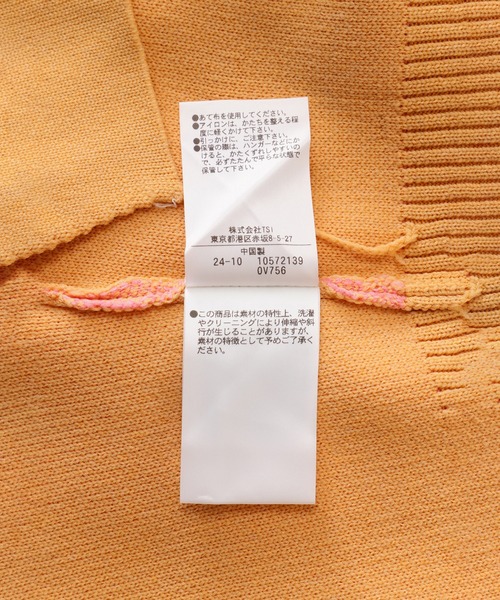 ●あて布を使用してください。
●アイロンは、かたちを整える程
度に軽くかけて下さい。
●引っかけに、ご注意下さい。
●保管の際は、ハンガーなどにか
けると、かたくずれしやすいの
で、必ずたたんで平らな状態で
保管して下さい。
株式会社TSI
東京都港区赤坂8-5-27
中国製
24-10 10572139
0V756
●この商品は素材の特性上、洗濯
やクリーニングにより伸縮や斜
行が生じることがありますが、
素材の特徴として予めご了承く
ださい。